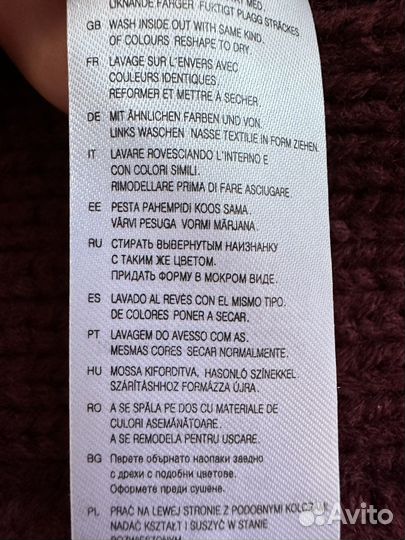 LIKNANDE FÄRGER FUKTIGT PLAGG STRÄCKES
GB WASH INSIDE OUT WITH SAME KIND.
OF COLOURS RESHAPE TO DRY.
FR LAVAGE SUR L'ENVERS AVEC
COULEURS IDENTIQUES.
REFORMER ET METTRE A SECHER.
DE MIT ÄHNLICHEN FARBEN UND VON.
LINKS WASCHEN NASSE TEXTILIE IN FORM ZIEHEN.
IT LAVARE ROVESCIANDO L'INTERNO E
CON COLORI SIMILI.
RIMODELLARE PRIMA DI FARE ASCIUGARE.
EE PESTA PAHEMPIDI KOOS SAMA.
VÄRVI PESUGA VORMI MÄRJANA.
RU СТИРАТЬ ВЫВЕРНУТЫМ НАИЗНАНКУ
С ТАКИМ ЖЕ ЦВЕТОМ.
ПРИДАТЬ ФОРМУ В МОКРОМ ВИДЕ.
ES LAVADO AL REVÉS CON EL MISMO TIPO.
DE COLORES PONER A SECAR.
PT LAVAGEM DO AVESSO COM AS.
MESMAS CORES SECAR NORMALMENTE.
HU MOSSA KIFORDITVA, HASONLÓ SZÍNEKKEL.
SZÁRÍTÁSHHOZ FORMÁZZA ÚJRA.
RO A SE SPĂLA PE DOS CU MATERIALE DE
CULORI ASEMĂNĂTOARE.
A SE REMODELA PENTRU USCARE.
BG Перете обърнато наопаки заедно
с дрехи с подобни цветове.
Оформете преди сушене.
PL PRAĆ NA LEWEJ STRONIE Z PODOBNYMI
NADAĆ KSZTAŁT I SUSZYĆ W STANIE
Avito